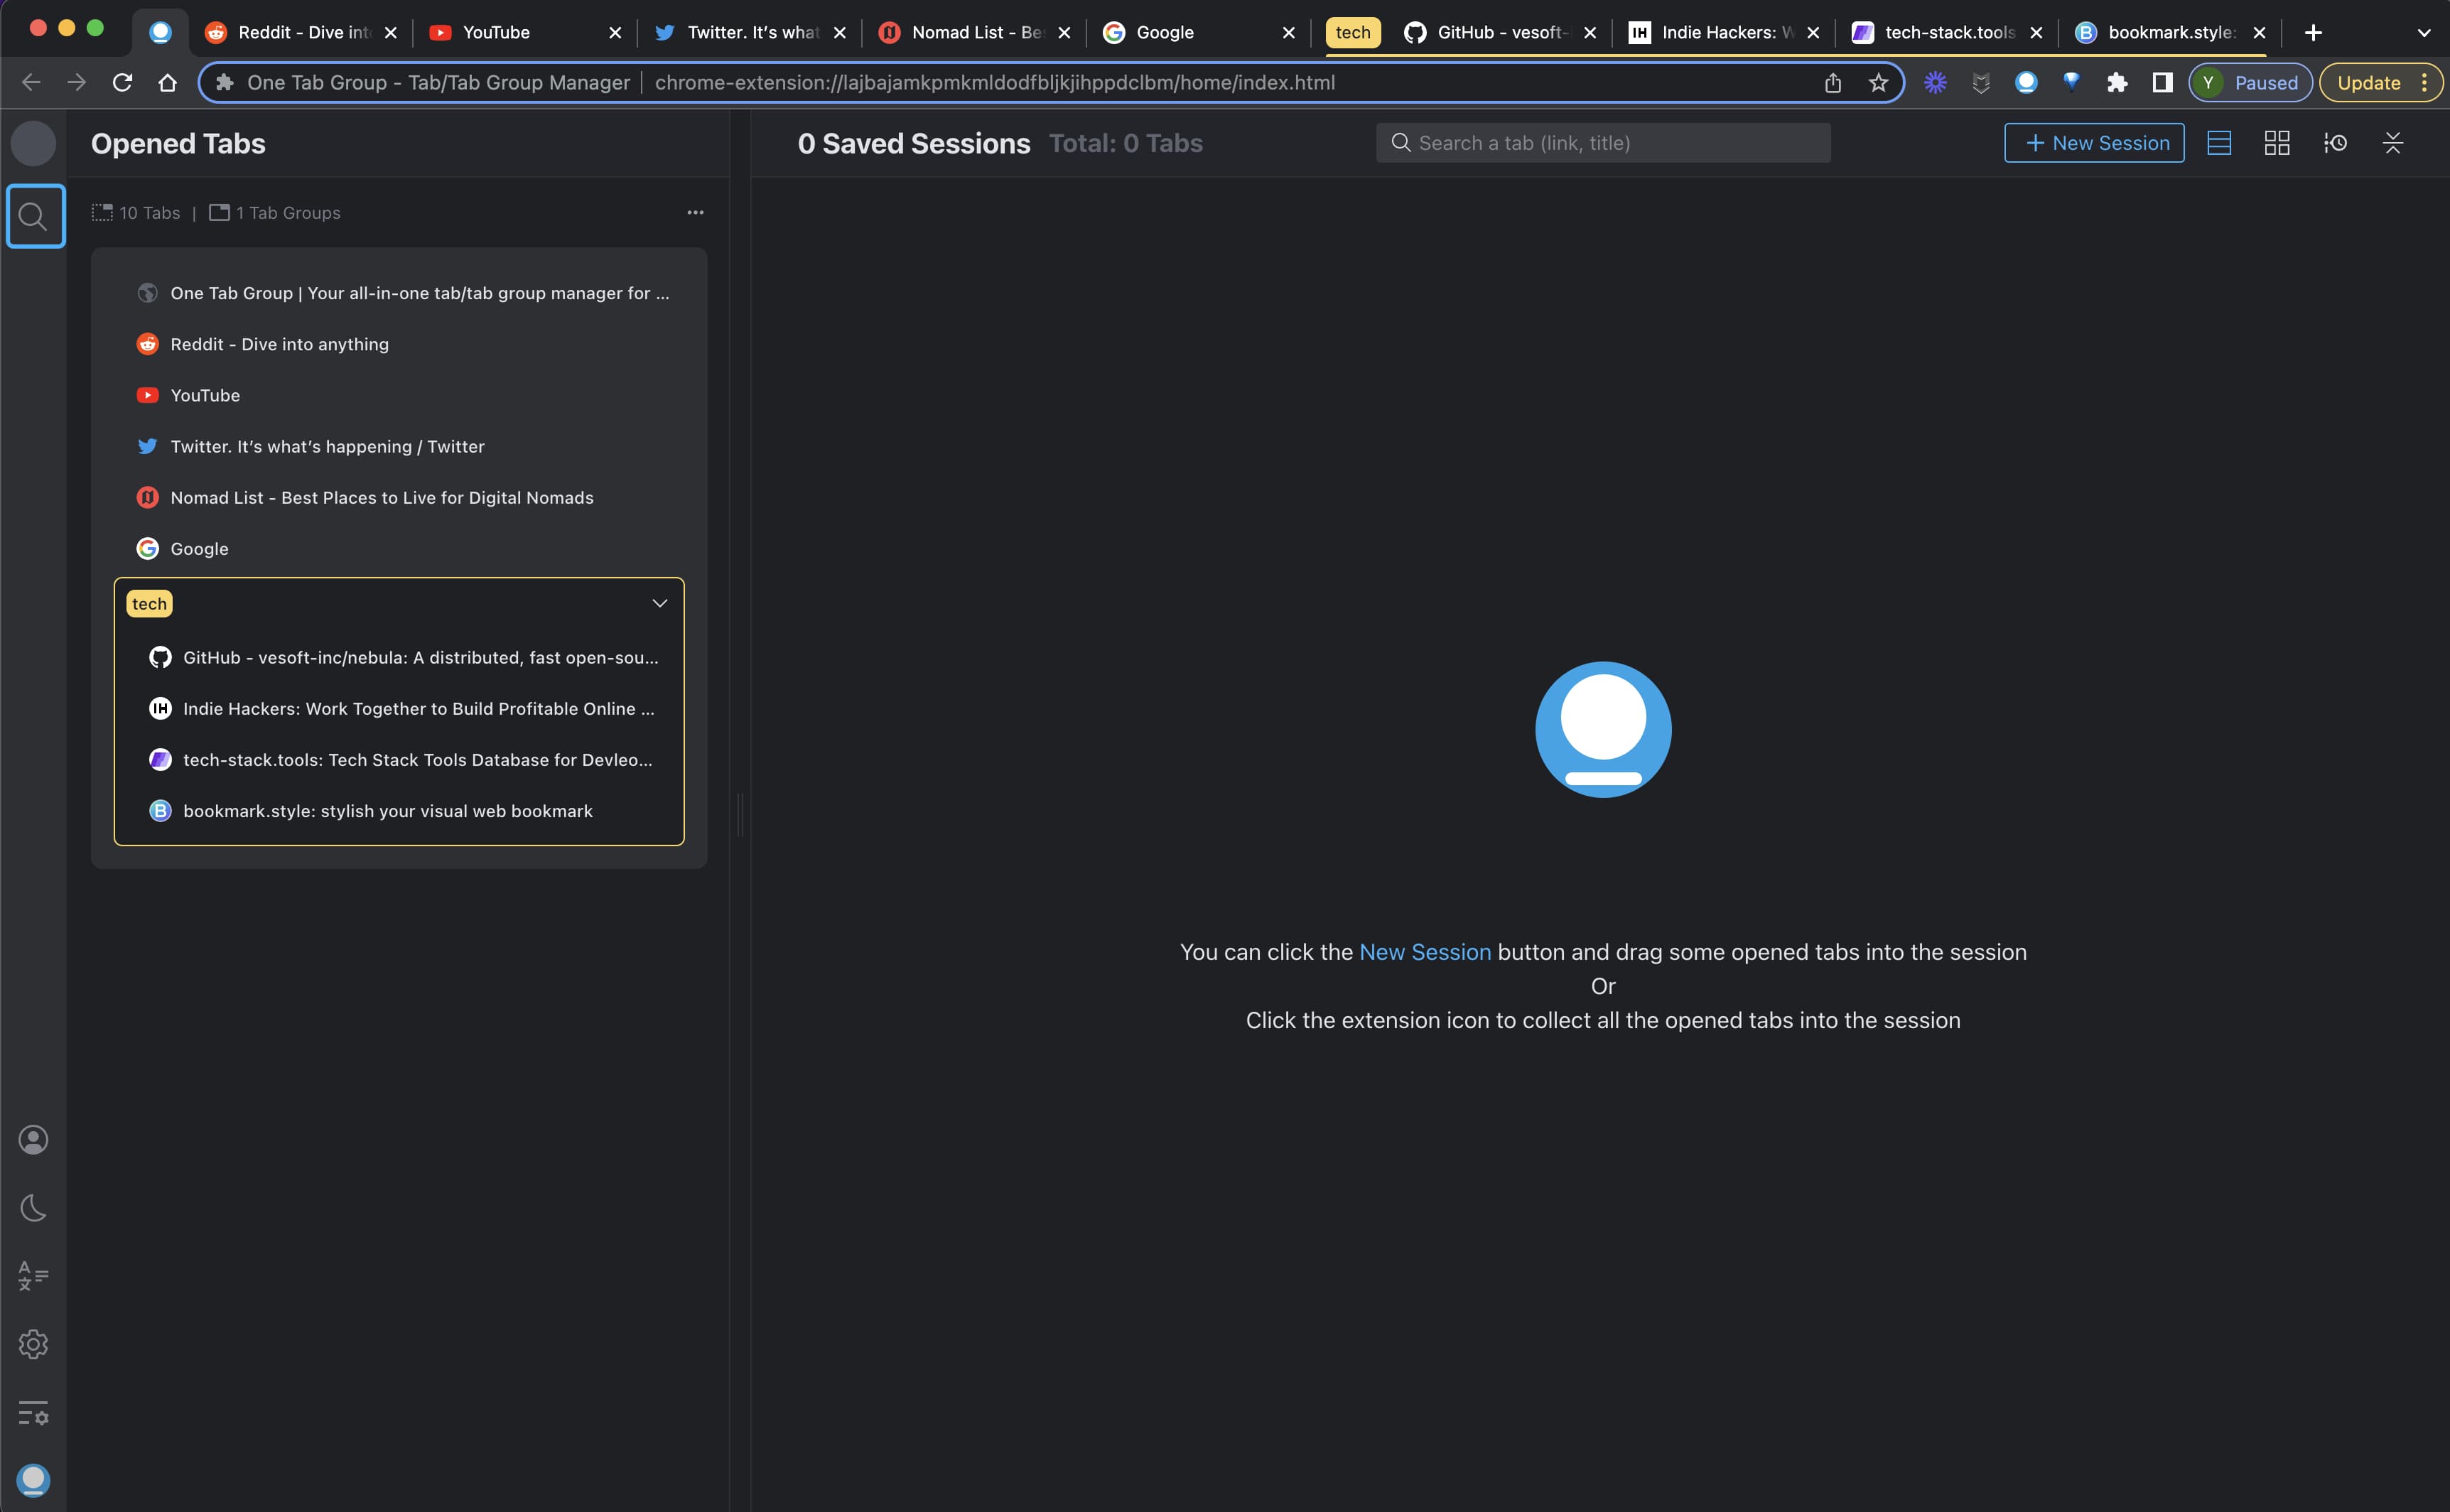 Reddit - Dive int
YouTube
Twitter. It's what
Nomad List - Be
Google
tech
GitHub - vesoft-
Indie Hackers: W
tech-stack.tools
bookmark.style:
One Tab Group - Tab/Tab Group Manager
chrome-extension://lajbajamkpmkmldodfbljkjihppdclbm/home/index.html
Y Paused
Update
Opened Tabs
10 Tabs | 1 Tab Groups
One Tab Group | Your all-in-one tab/tab group manager for ...
Reddit - Dive into anything
YouTube
Twitter. It's what's happening / Twitter
Nomad List - Best Places to Live for Digital Nomads
Google
tech
GitHub - vesoft-inc/nebula: A distributed, fast open-sou...
IH Indie Hackers: Work Together to Build Profitable Online ...
tech-stack.tools: Tech Stack Tools Database for Devleo...
B bookmark.style: stylish your visual web bookmark
0 Saved Sessions Total: 0 Tabs
Search a tab (link, title)
+ New Session
You can click the New Session button and drag some opened tabs into the session
Or
Click the extension icon to collect all the opened tabs into the session